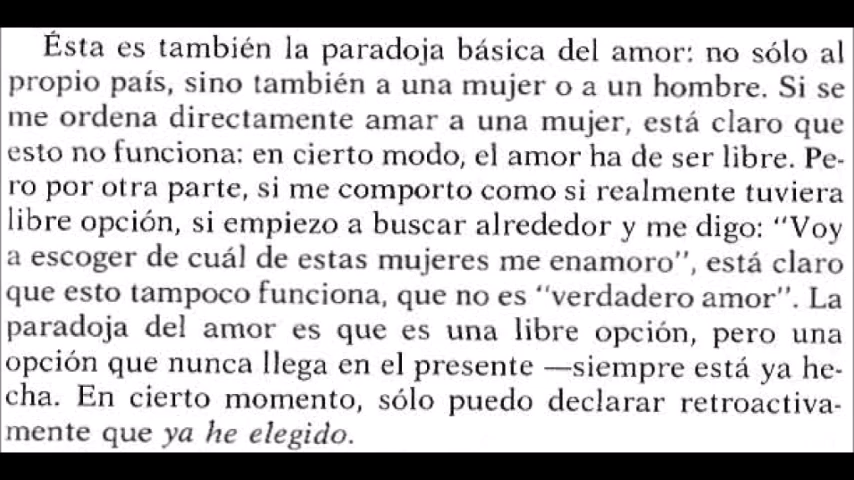 Ésta es también la paradoja básica del amor: no sólo al
propio país, sino también a una mujer o a un hombre. Si se
me ordena directamente amar a una mujer, está claro que
esto no funciona: en cierto modo, el amor ha de ser libre. Pe-
ro por otra parte, si me comporto como si realmente tuviera
libre opción, si empiezo a buscar alrededor y me digo: “Voy
a escoger de cuál de estas mujeres me enamoro”, está claro
que esto tampoco funciona, que no es “verdadero amor”. La
paradoja del amor es que es una libre opción, pero una
opción que nunca llega en el presente —siempre está ya he-
cha. En cierto momento, sólo puedo declarar retroactiva-
mente que ya he elegido.